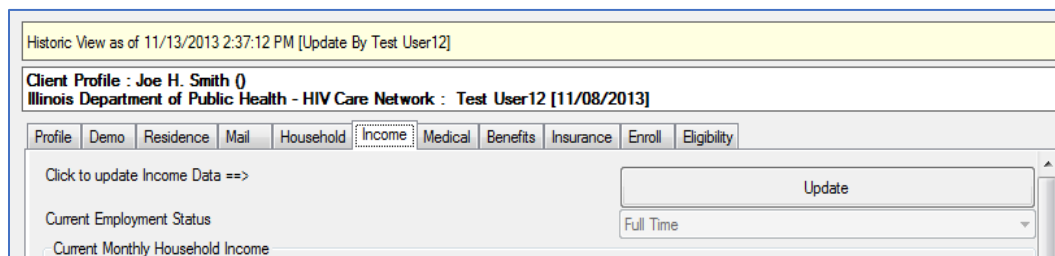 Historic View as of 11/13/2013 2:37:12 PM [Update By Test User12]
Client Profile : Joe H. Smith ()
Illinois Department of Public Health - HIV Care Network : Test User12 [11/08/2013]
Profile Demo Residence Mail Household Income Medical Benefits Insurance Enroll Eligibility
Click to update Income Data ==> Update
Current Employment Status Full Time
Current Monthly Household Income